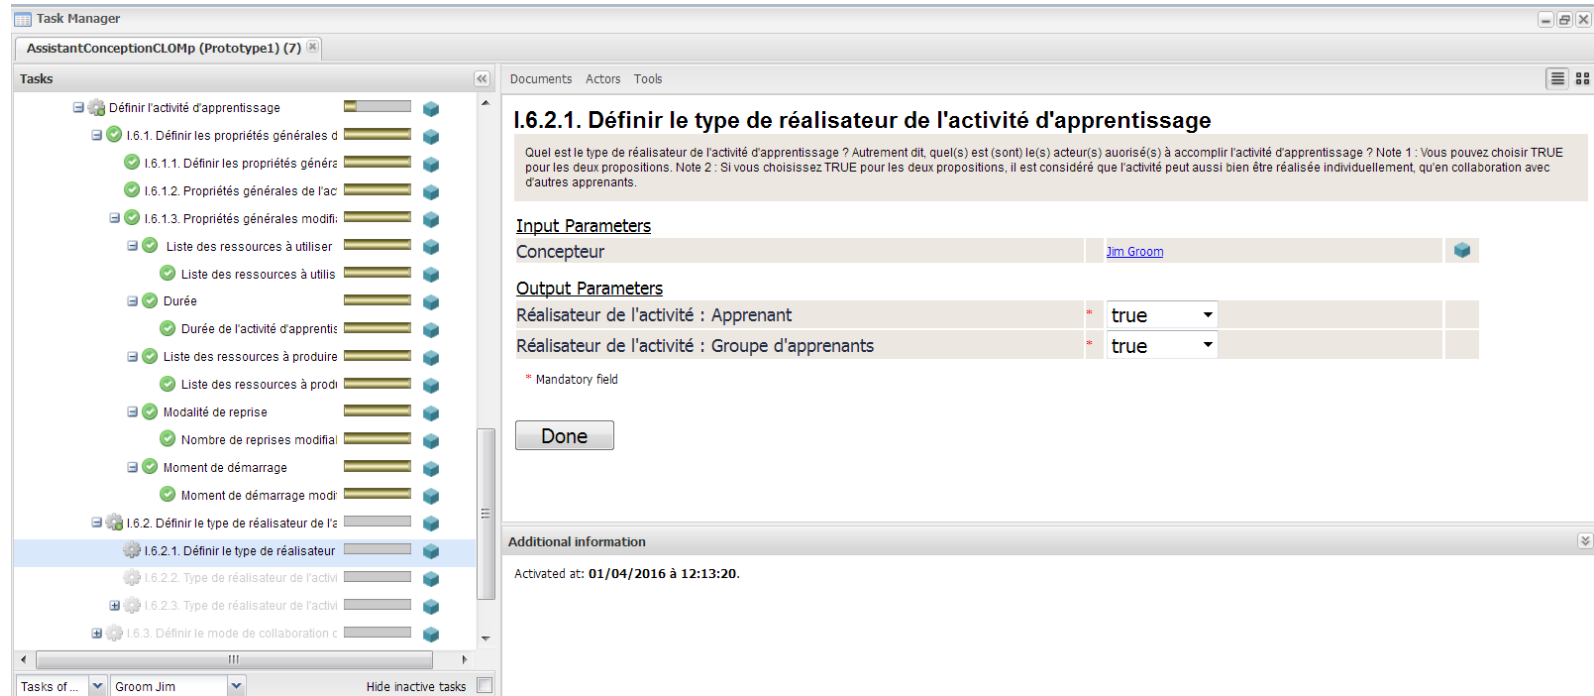 Task Manager
AssistantConceptionCLOMp (Prototype1) (7)
Tasks
Définir l'activité d'apprentissage
I.6.1. Définir les propriétés générales d
I.6.1.1. Définir les propriétés généra
I.6.1.2. Propriétés générales de l'ac
I.6.1.3. Propriétés générales modifi
Liste des ressources à utiliser
Liste des ressources à utilis
Durée
Durée de l'activité d'apprentis
Liste des ressources à produire
Liste des ressources à produ
Modalité de reprise
Nombre de reprises modifial
Moment de démarrage
Moment de démarrage modi
I.6.2. Définir le type de réalisateur de l'a
I.6.2.1. Définir le type de réalisateur
I.6.2.2. Type de réalisateur de l'activi
I.6.2.3. Type de réalisateur de l'activi
I.6.3. Définir le mode de collaboration c
Tasks of ... Groom Jim Hide inactive tasks
Documents Actors Tools
I.6.2.1. Définir le type de réalisateur de l'activité d'apprentissage
Quel est le type de réalisateur de l'activité d'apprentissage ? Autrement dit, quel(s) est (sont) le(s) acteur(s) auorisé(s) à accomplir l'activité d'apprentissage ? Note 1 : Vous pouvez choisir TRUE
pour les deux propositions. Note 2 : Si vous choisissez TRUE pour les deux propositions, il est considéré que l'activité peut aussi bien être réalisée individuellement, qu'en collaboration avec
d'autres apprenants.
Input Parameters
Concepteur Jim Groom
Output Parameters
Réalisateur de l'activité : Apprenant * true
Réalisateur de l'activité : Groupe d'apprenants * true
* Mandatory field
Done
Additional information
Activated at: 01/04/2016 à 12:13:20.